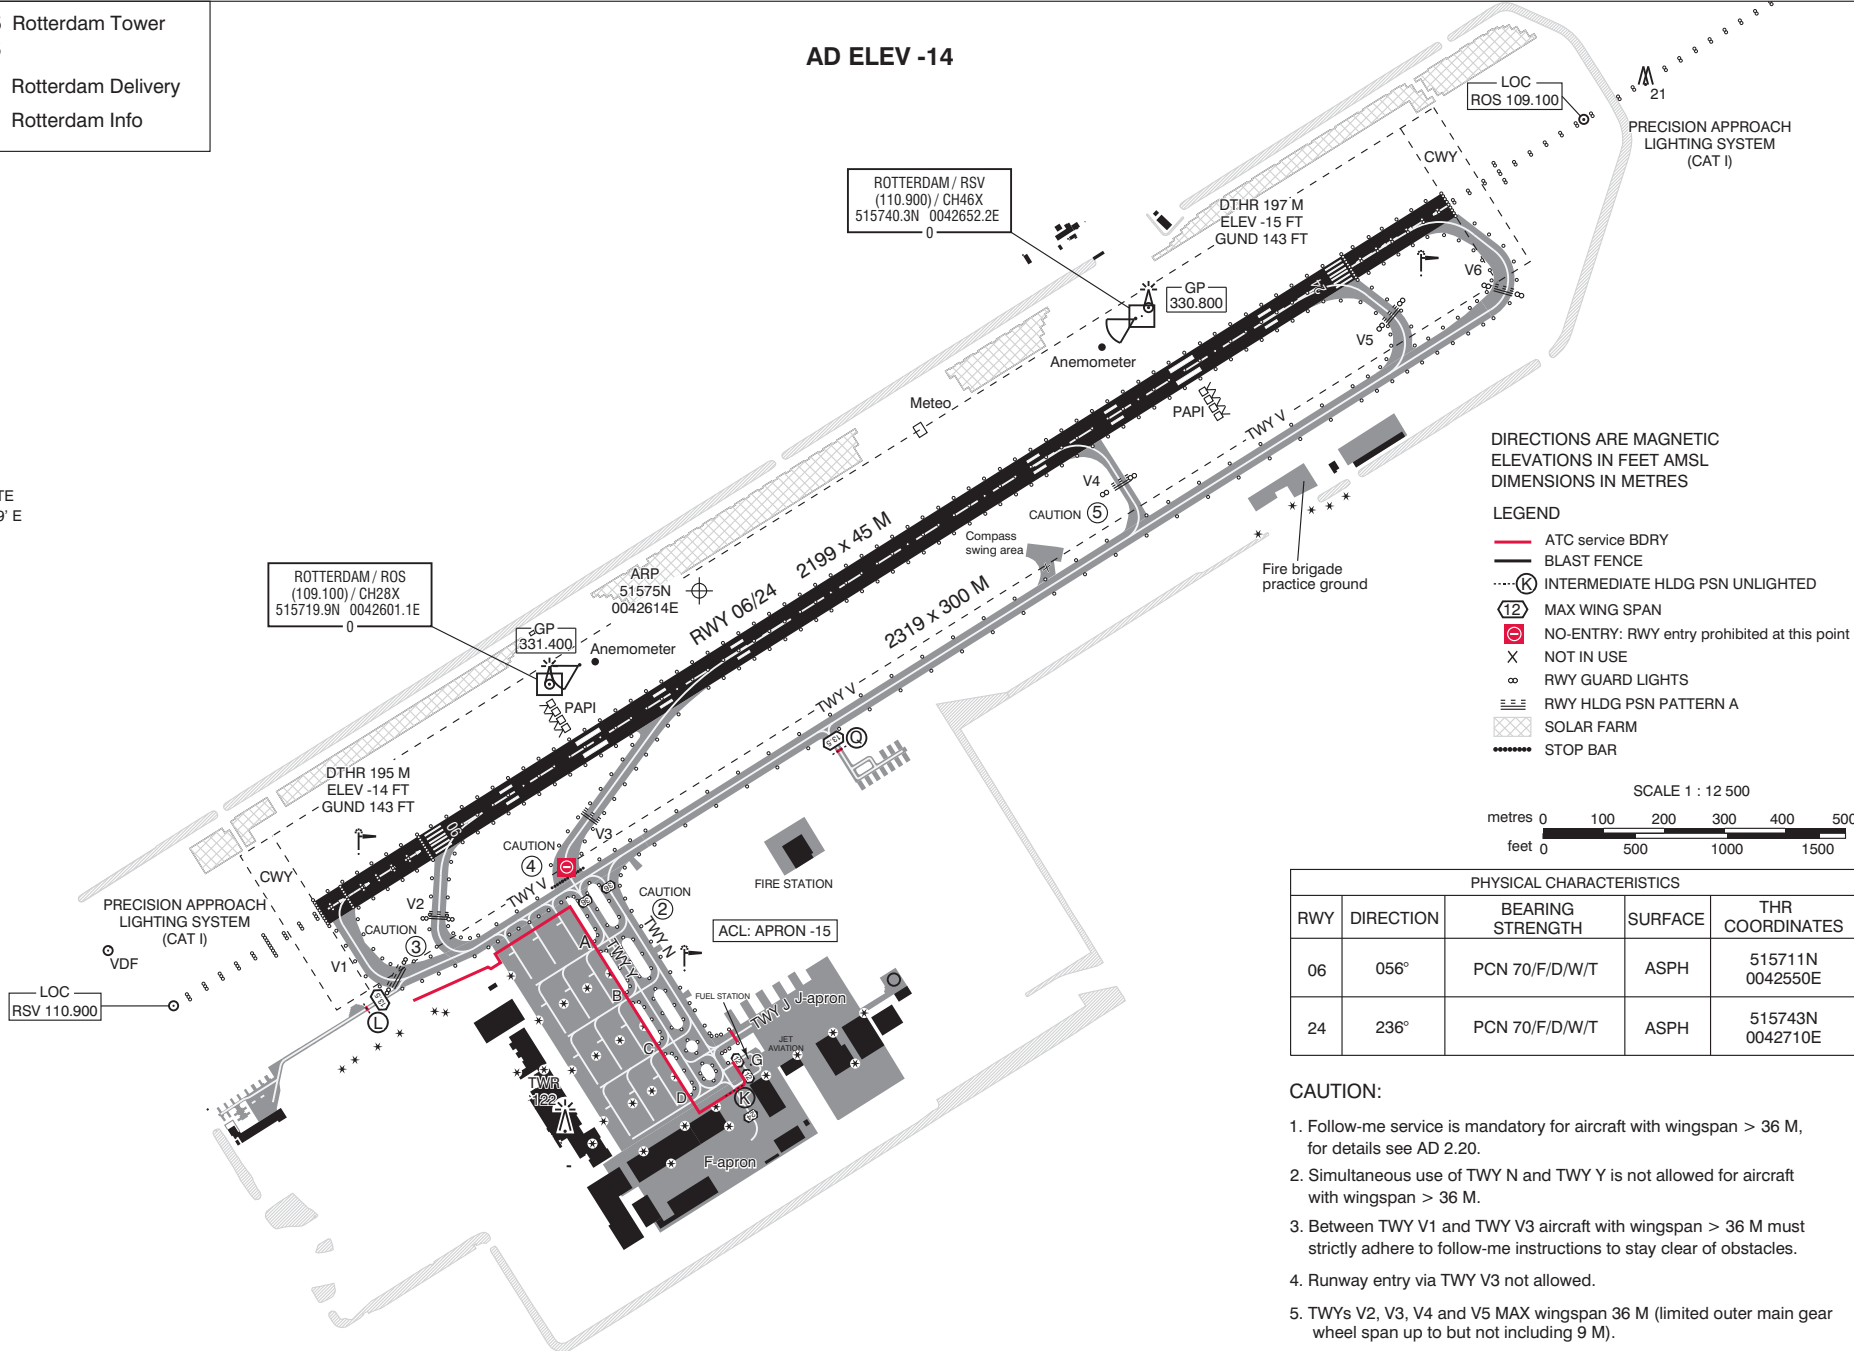 Rotterdam Tower
Rotterdam Delivery
Rotterdam Info
AD ELEV -14
LOC
ROS 109.100
21
PRECISION APPROACH
LIGHTING SYSTEM
(CAT I)
CWY
ROTTERDAM / RSV
(110.900) / CH46X
515740.3N 0042652.2E
0
DTHR 197 M
ELEV -15 FT
GUND 143 FT
GP
330.800
Anemometer
24
V6
V5
PAPI
Meteo
TWY V
V4
CAUTION 5
Compass
swing area
Fire brigade
practice ground
TE
9' E
DIRECTIONS ARE MAGNETIC
ELEVATIONS IN FEET AMSL
DIMENSIONS IN METRES
LEGEND
ATC service BDRY
BLAST FENCE
K INTERMEDIATE HLDG PSN UNLIGHTED
12 MAX WING SPAN
NO-ENTRY: RWY entry prohibited at this point
X NOT IN USE
RWY GUARD LIGHTS
RWY HLDG PSN PATTERN A
SOLAR FARM
STOP BAR
SCALE 1 : 12 500
metres 0 100 200 300 400 500
feet 0 500 1000 1500
ROTTERDAM / ROS
(109.100) / CH28X
515719.9N 0042601.1E
0
ARP
51575N
0042614E
RWY 06/24 2199 x 45 M
2319 x 300 M
GP
331.400
Anemometer
PAPI
TWY V
13.5
Q
DTHR 195 M
ELEV -14 FT
GUND 143 FT
06
CWY
V3
CAUTION
4
TWY V
36
36
CAUTION
2
FIRE STATION
ACL: APRON -15
PRECISION APPROACH
LIGHTING SYSTEM
(CAT I)
VDF
LOC
RSV 110.900
V2
CAUTION
3
V1
13.5
L
A
TWY Y
TWY N
B
C
D
FUEL STATION
TWY J
J-apron
JET
AVIATION
G
K
TWR
122
F-apron
PHYSICAL CHARACTERISTICS
RWY DIRECTION BEARING STRENGTH SURFACE THR COORDINATES
06 056° PCN 70/F/D/W/T ASPH 515711N 0042550E
24 236° PCN 70/F/D/W/T ASPH 515743N 0042710E
CAUTION:
1. Follow-me service is mandatory for aircraft with wingspan > 36 M,
for details see AD 2.20.
2. Simultaneous use of TWY N and TWY Y is not allowed for aircraft
with wingspan > 36 M.
3. Between TWY V1 and TWY V3 aircraft with wingspan > 36 M must
strictly adhere to follow-me instructions to stay clear of obstacles.
4. Runway entry via TWY V3 not allowed.
5. TWYs V2, V3, V4 and V5 MAX wingspan 36 M (limited outer main gear
wheel span up to but not including 9 M).